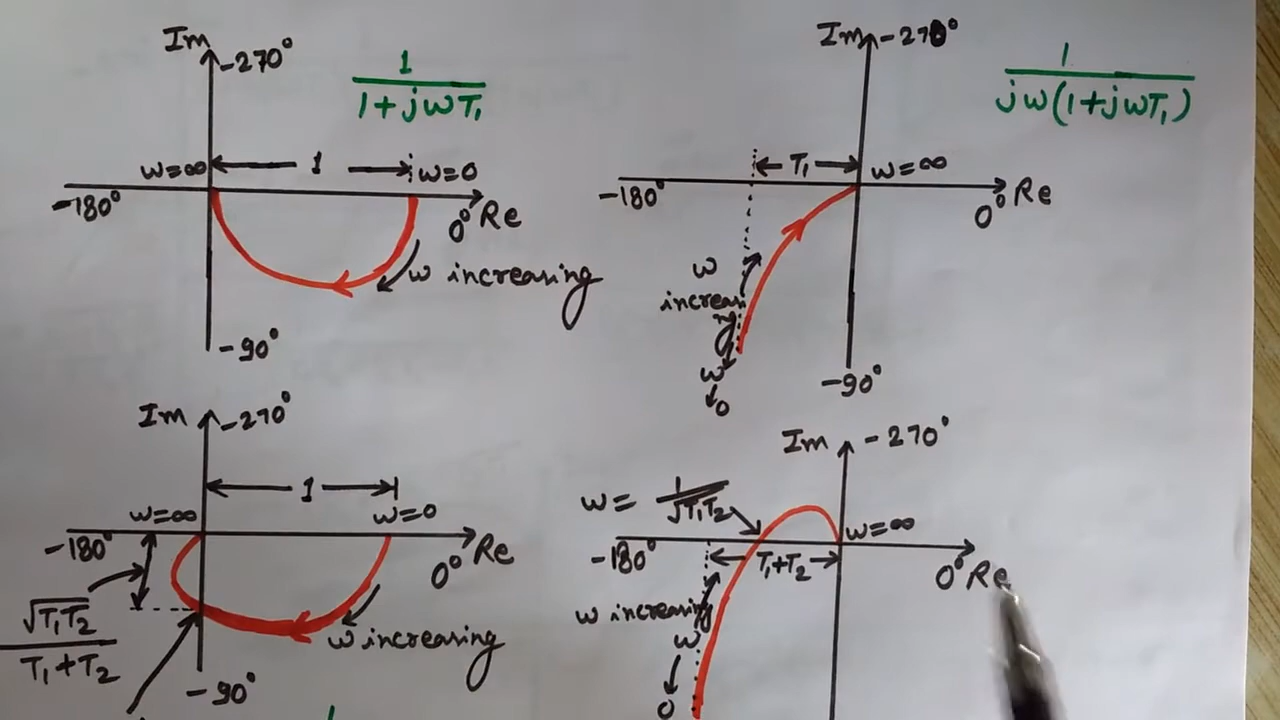 Im
-270°
1
1+jωT₁
ω=∞
1
ω=0
-180°
0°
Re
ω increasing
-90°
Im
-270°
1
jω(1+jωT₁)
T₁
ω=∞
-180°
0°
Re
ω
increasi
ng
ω
0
-90°
Im
-270°
1
ω=∞
ω=0
-180°
0°
Re
√T₁T₂
T₁+T₂
ω increasing
-90°
Im
-270°
ω= 1
√T₁T₂
ω=∞
-180°
T₁+T₂
0°
Re
ω increasing
ω
0